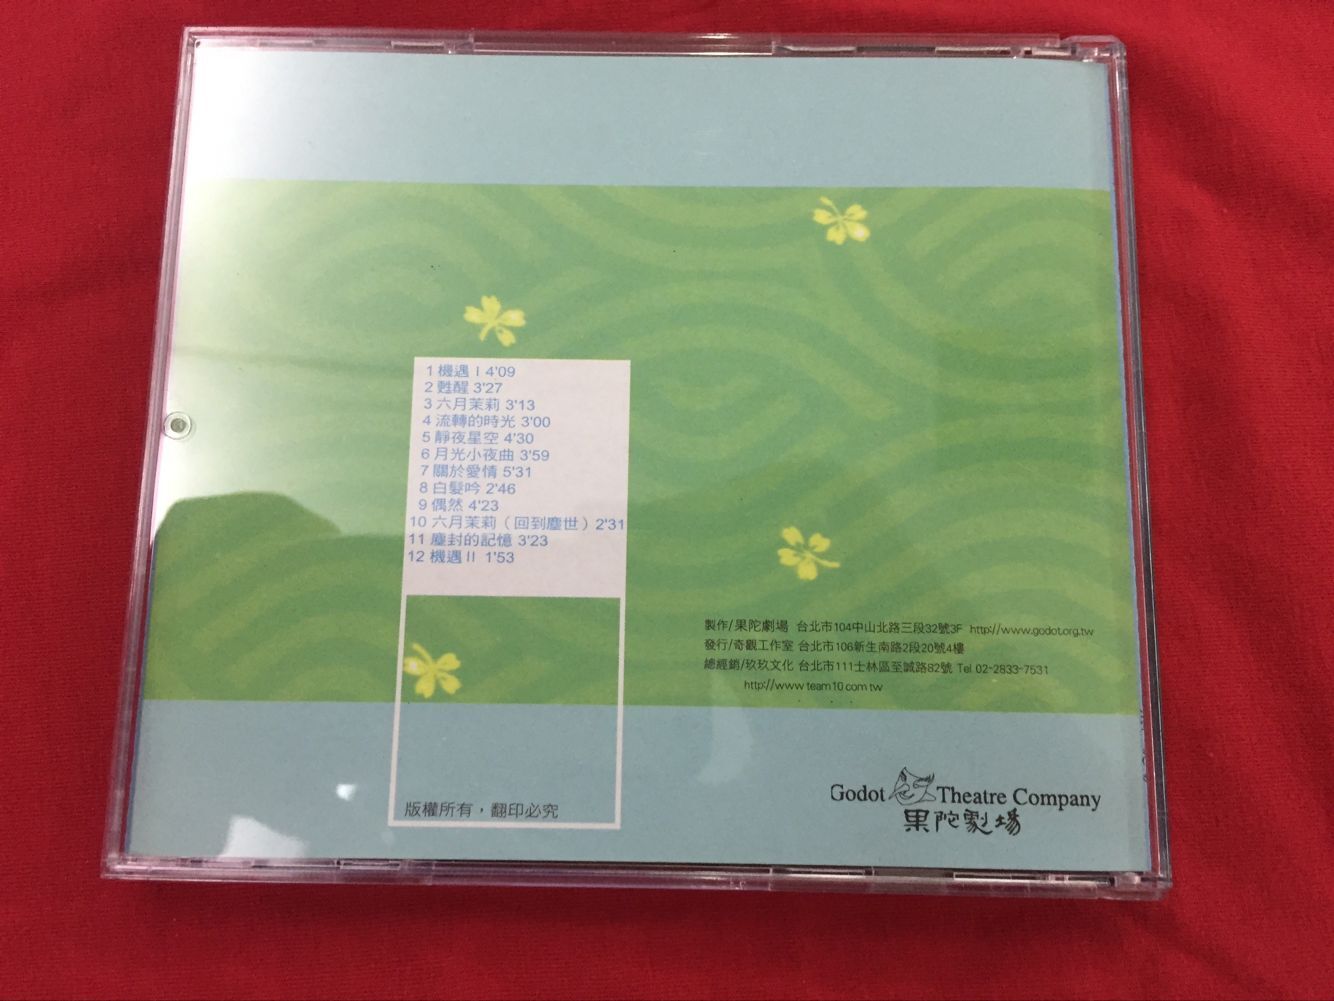 1 機遇 I 4'09
2 甦醒 3'27
3 六月茉莉 3'13
4 流轉的時光 3'00
5 靜夜星空 4'30
6 月光小夜曲 3'59
7 關於愛情 5'31
8 白髮吟 2'46
9 偶然 4'23
10 六月茉莉（回到塵世）2'31
11 塵封的記憶 3'23
12 機遇 II 1'53
製作/果陀劇場 台北市104中山北路三段32號3F http://www.godot.org.tw
發行/奇觀工作室 台北市106新生南路2段20號4樓
總經銷/玖玖文化 台北市111士林區至誠路82號 Tel 02-2833-7531
http://www.team10.com.tw
版權所有，翻印必究
Godot Theatre Company
果陀劇場